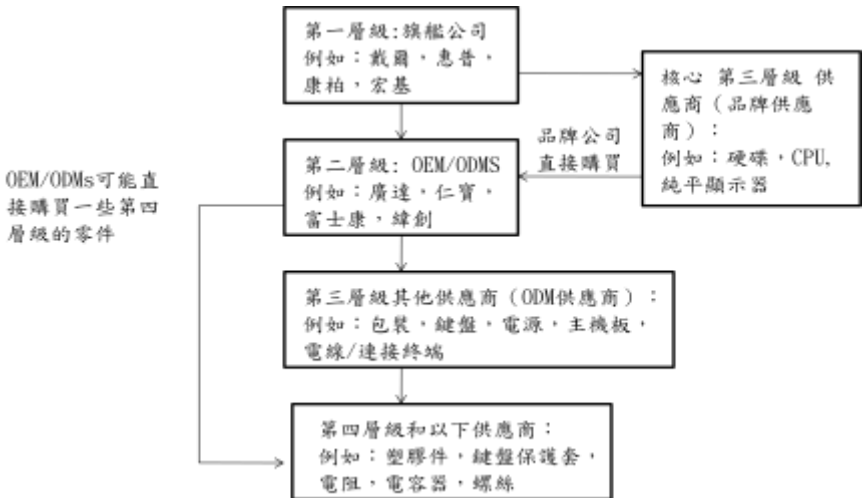 第一層級:旗艦公司
例如：戴爾，惠普，
康柏，宏基
核心 第三層級 供
應商（品牌供應
商）：
例如：硬碟，CPU,
純平顯示器
品牌公司
直接購買
第二層級: OEM/ODMS
例如：廣達，仁寶，
富士康，緯創
OEM/ODMs可能直
接購買一些第四
層級的零件
第三層級其他供應商（ODM供應商）：
例如：包裝，鍵盤，電源，主機板，
電線/連接終端
第四層級和以下供應商：
例如：塑膠件，鍵盤保護套，
電阻，電容器，螺絲